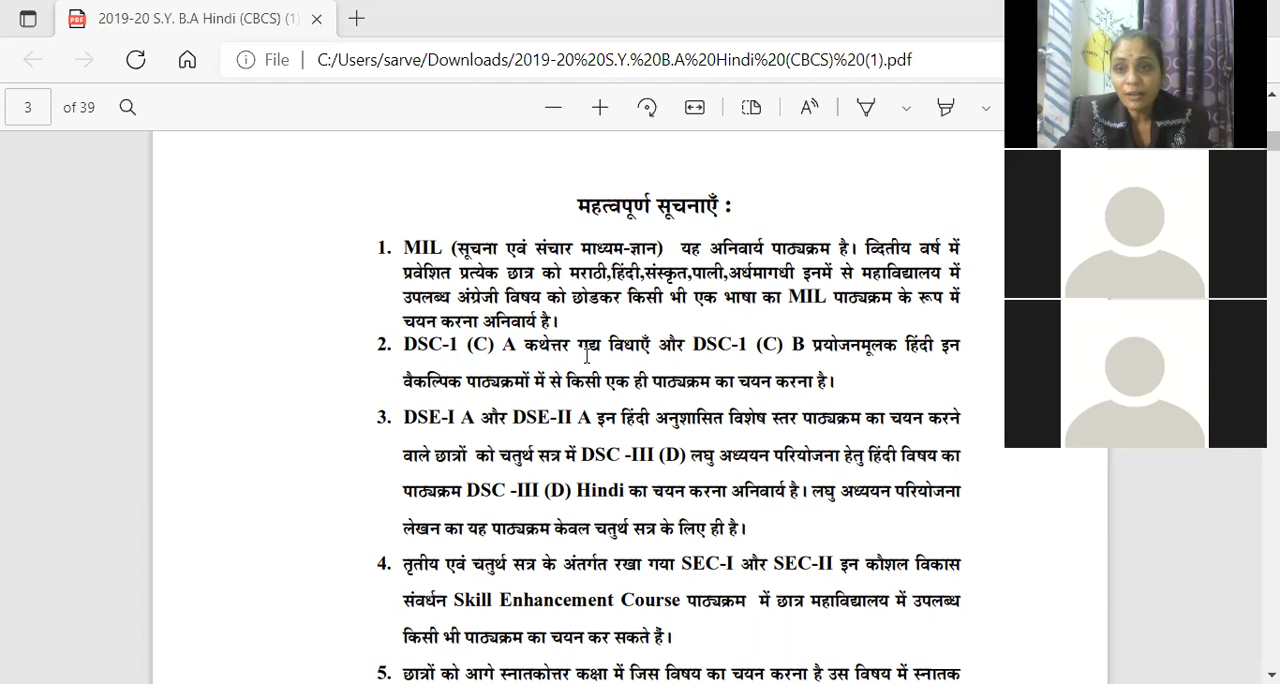 2019-20 S.Y. B.A Hindi (CBCS) (1)
File
C:/Users/sarve/Downloads/2019-20%20S.Y.%20B.A%20Hindi%20(CBCS)%20(1).pdf
3 of 39
महत्वपूर्ण सूचनाएँ :
1. MIL (सूचना एवं संचार माध्यम-ज्ञान) यह अनिवार्य पाठ्यक्रम है। व्दितीय वर्ष में
प्रवेशित प्रत्येक छात्र को मराठी,हिंदी,संस्कृत,पाली,अर्धमागधी इनमें से महाविद्यालय में
उपलब्ध अंग्रेजी विषय को छोडकर किसी भी एक भाषा का MIL पाठ्यक्रम के रूप में
चयन करना अनिवार्य है।
2. DSC-1 (C) A कथेत्तर गद्य विधाएँ और DSC-1 (C) B प्रयोजनमूलक हिंदी इन
वैकल्पिक पाठ्यक्रमों में से किसी एक ही पाठ्यक्रम का चयन करना है।
3. DSE-I A और DSE-II A इन हिंदी अनुशासित विशेष स्तर पाठ्यक्रम का चयन करने
वाले छात्रों को चतुर्थ सत्र में DSC -III (D) लघु अध्ययन परियोजना हेतु हिंदी विषय का
पाठ्यक्रम DSC -III (D) Hindi का चयन करना अनिवार्य है। लघु अध्ययन परियोजना
लेखन का यह पाठ्यक्रम केवल चतुर्थ सत्र के लिए ही है।
4. तृतीय एवं चतुर्थ सत्र के अंतर्गत रखा गया SEC-I और SEC-II इन कौशल विकास
संवर्धन Skill Enhancement Course पाठ्यक्रम में छात्र महाविद्यालय में उपलब्ध
किसी भी पाठ्यक्रम का चयन कर सकते हैं।
5. छात्रों को आगे स्नातकोत्तर कक्षा में जिस विषय का चयन करना है उस विषय में स्नातक